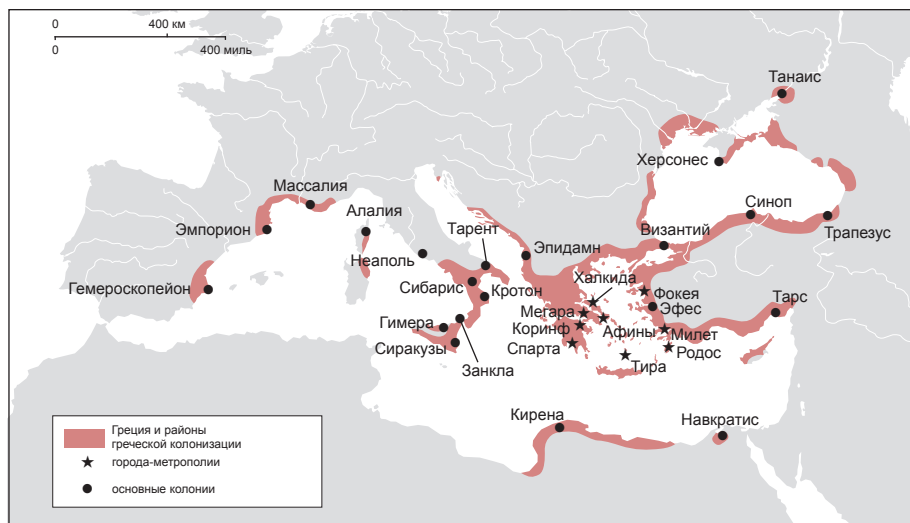 0 400 км
0 400 миль
Танаис
Херсонес
Массалия
Синоп
Алалия
Эмпорион
Тарент
Византий
Трапезус
Неаполь
Эпидамн
Халкида
Гемероскопейон
Сибарис
Кротон
Фокея
Эфес
Тарс
Мегара
Гимера
Коринф
Афины
Милет
Сиракузы
Спарта
Родос
Занкла
Тира
Кирена
Навкратис
Греция и районы
греческой колонизации
города-метрополии
основные колонии